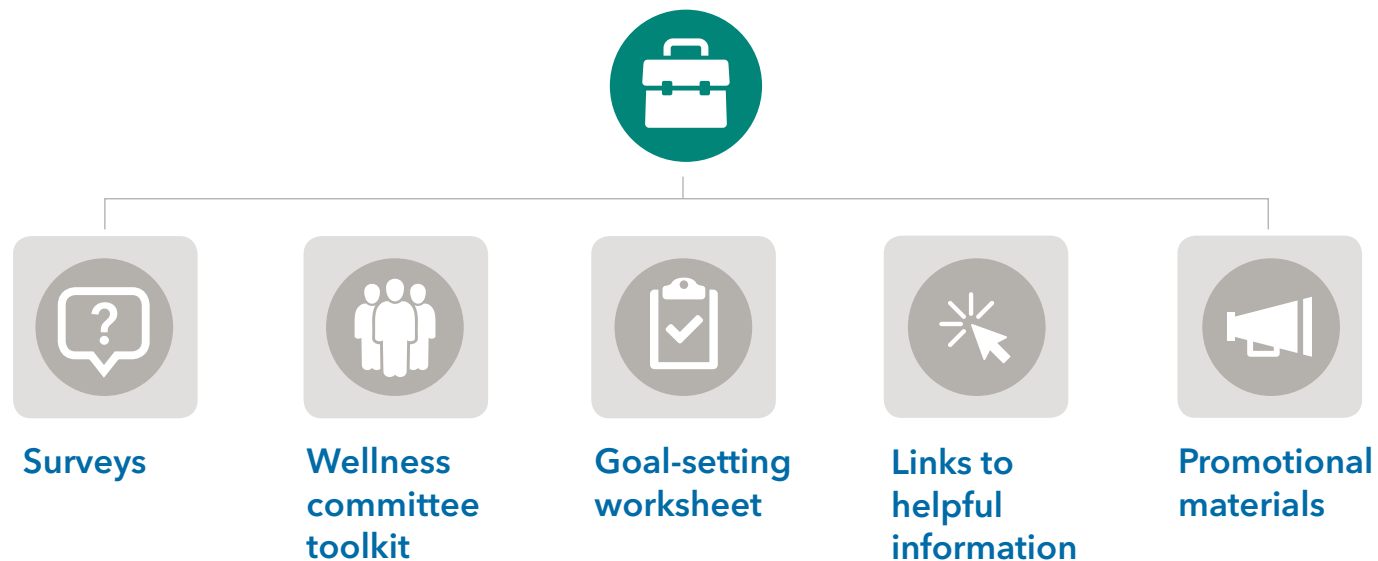 ?
Surveys
Wellness
committee
toolkit
Goal-setting
worksheet
Links to
helpful
information
Promotional
materials